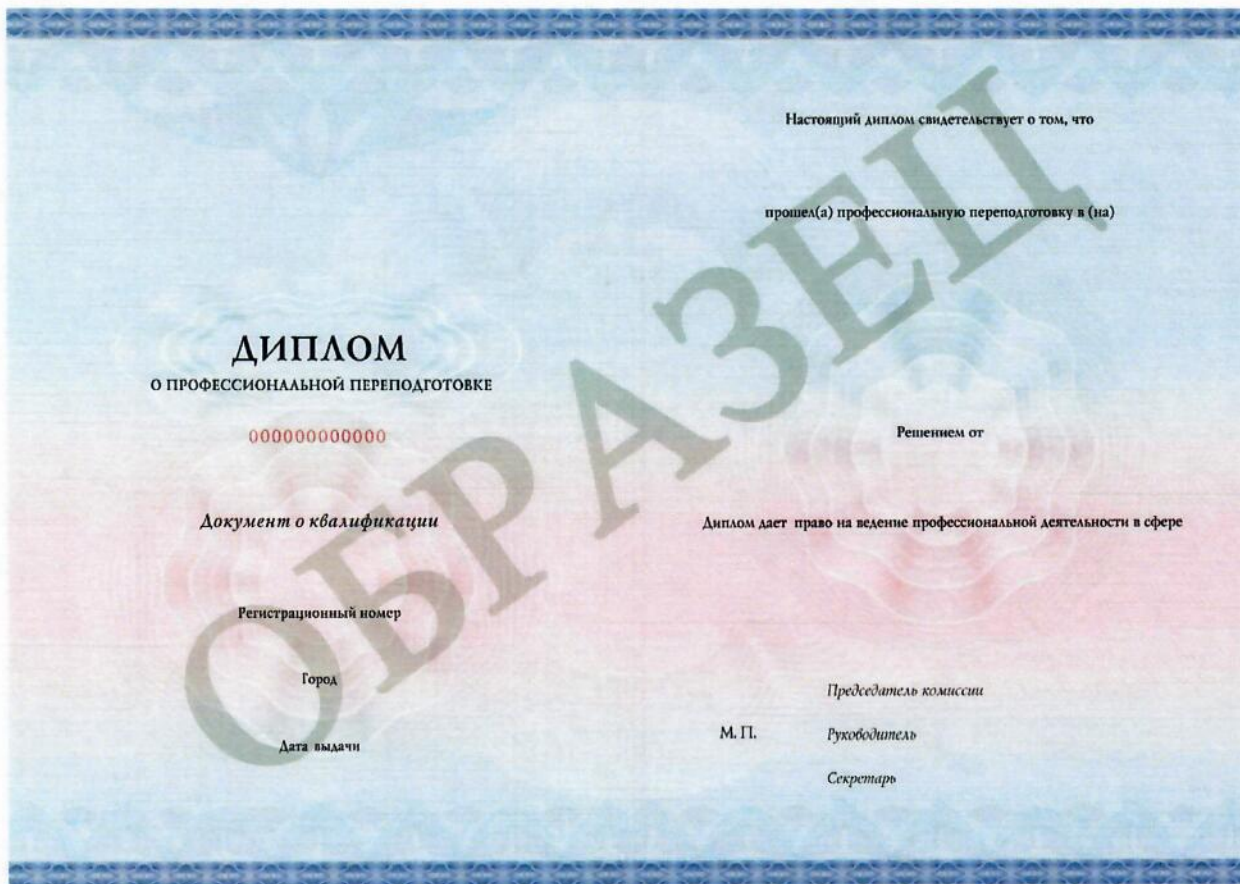 ДИПЛОМ
О ПРОФЕССИОНАЛЬНОЙ ПЕРЕПОДГОТОВКЕ
000000000000
Документ о квалификации
Регистрационный номер
Город
Дата выдачи
Настоящий диплом свидетельствует о том, что
прошел(а) профессиональную переподготовку в (на)
Решением от
Диплом дает право на ведение профессиональной деятельности в сфере
Председатель комиссии
М. П. Руководитель
Секретарь
ОБРАЗЕЦ